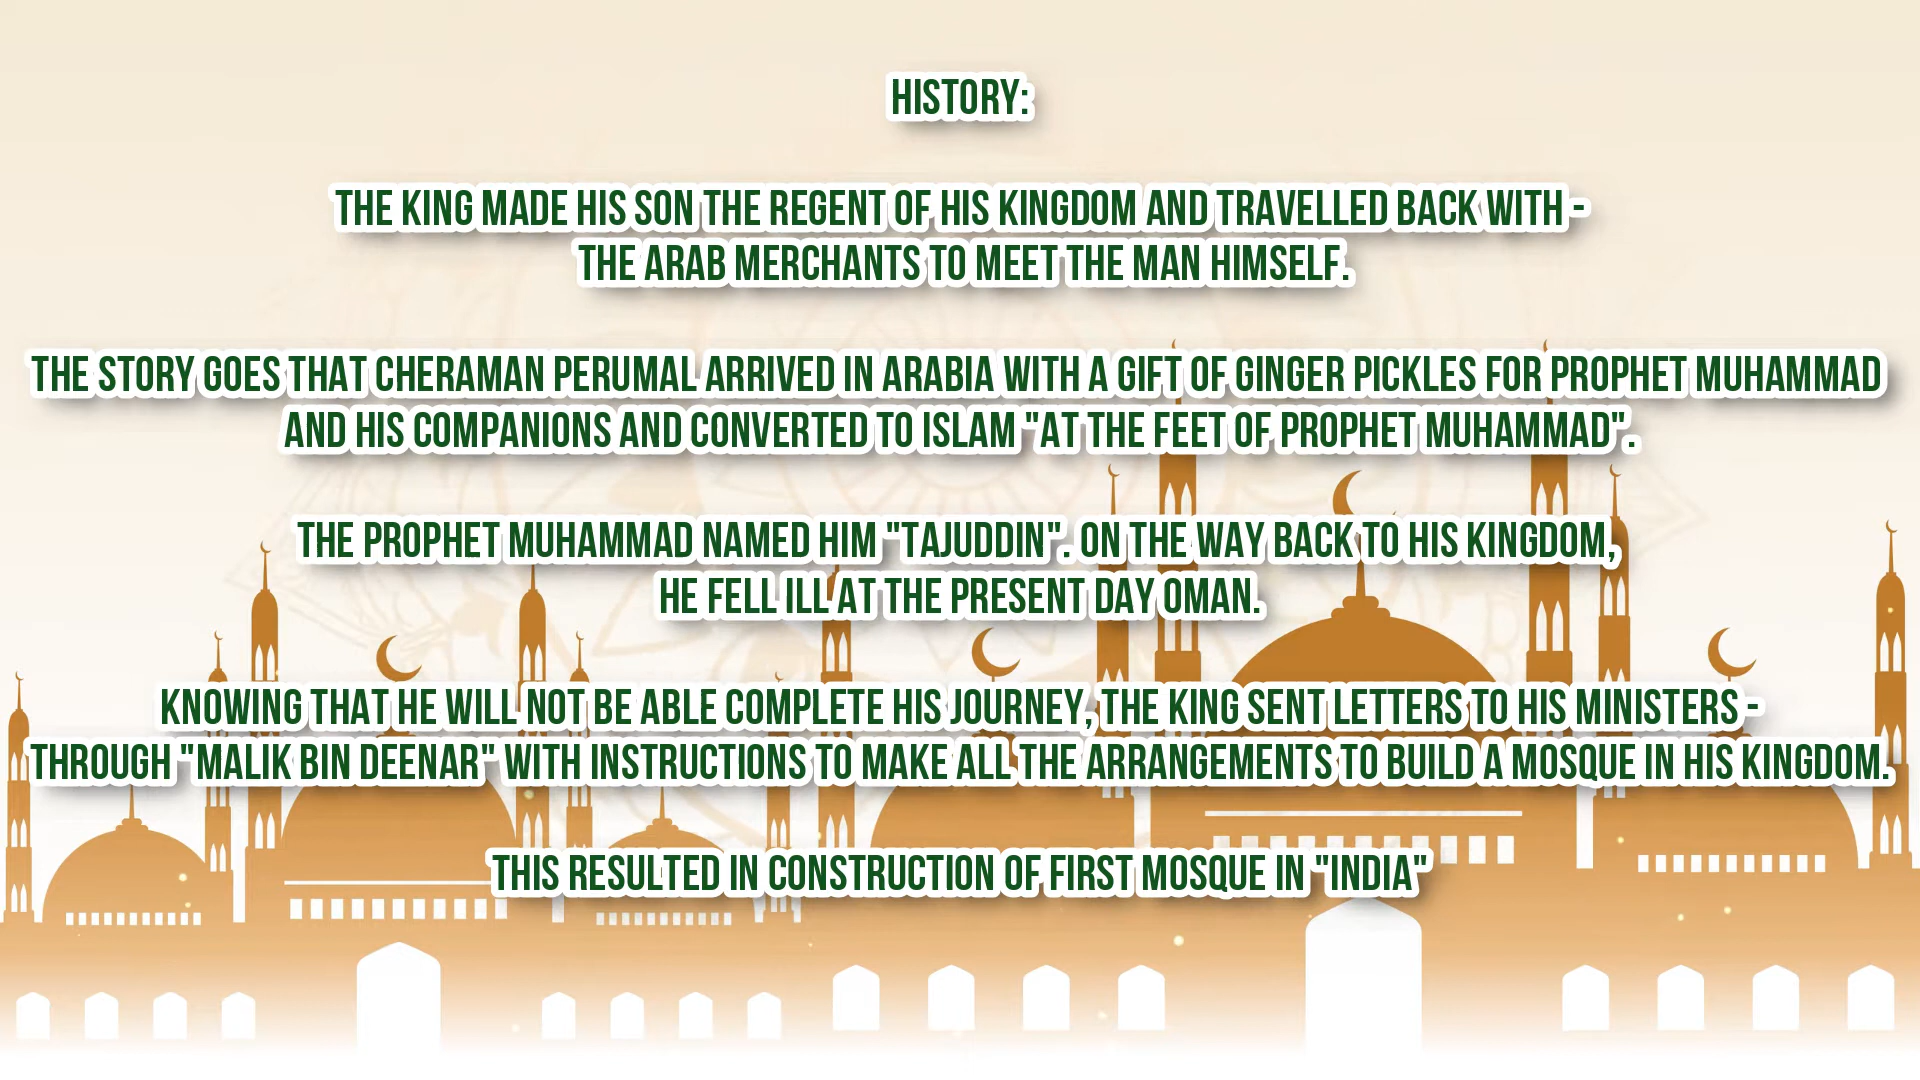 HISTORY:
THE KING MADE HIS SON THE REGENT OF HIS KINGDOM AND TRAVELLED BACK WITH -
THE ARAB MERCHANTS TO MEET THE MAN HIMSELF.
THE STORY GOES THAT CHERAMAN PERUMAL ARRIVED IN ARABIA WITH A GIFT OF GINGER PICKLES FOR PROPHET MUHAMMAD
AND HIS COMPANIONS AND CONVERTED TO ISLAM "AT THE FEET OF PROPHET MUHAMMAD".
THE PROPHET MUHAMMAD NAMED HIM "TAJUDDIN". ON THE WAY BACK TO HIS KINGDOM,
HE FELL ILL AT THE PRESENT DAY OMAN.
KNOWING THAT HE WILL NOT BE ABLE COMPLETE HIS JOURNEY, THE KING SENT LETTERS TO HIS MINISTERS -
THROUGH "MALIK BIN DEENAR" WITH INSTRUCTIONS TO MAKE ALL THE ARRANGEMENTS TO BUILD A MOSQUE IN HIS KINGDOM.
THIS RESULTED IN CONSTRUCTION OF FIRST MOSQUE IN "INDIA"